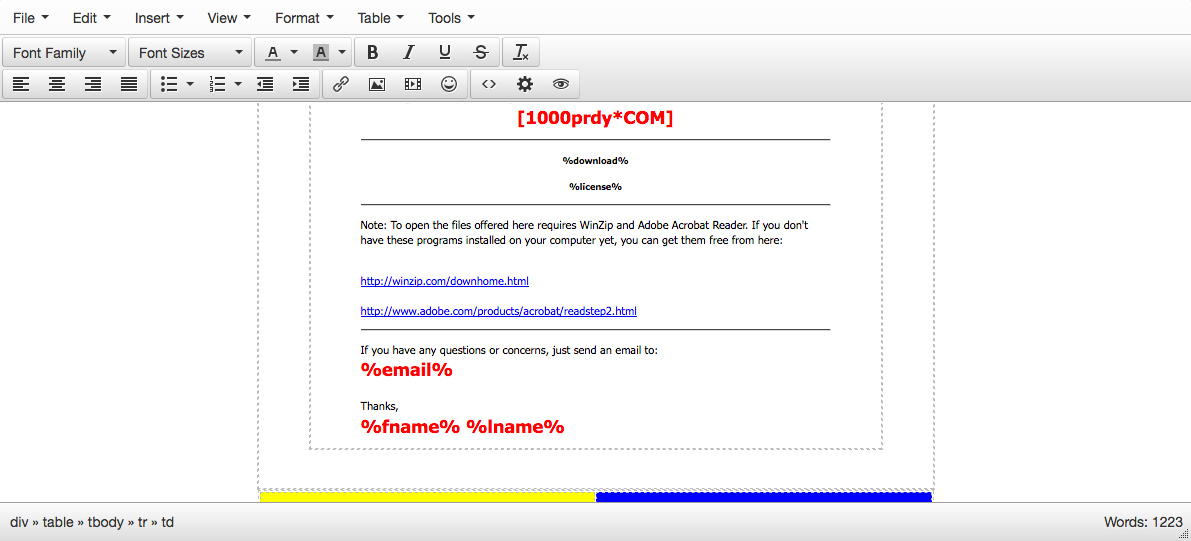 File Edit Insert View Format Table Tools
Font Family Font Sizes A A B I U S Tx
[1000prdy*COM]
%download%
%license%
Note: To open the files offered here requires WinZip and Adobe Acrobat Reader. If you don't
have these programs installed on your computer yet, you can get them free from here:
http://winzip.com/downhome.html
http://www.adobe.com/products/acrobat/readstep2.html
If you have any questions or concerns, just send an email to:
%email%
Thanks,
%fname% %lname%
div » table » tbody » tr » td Words: 1223